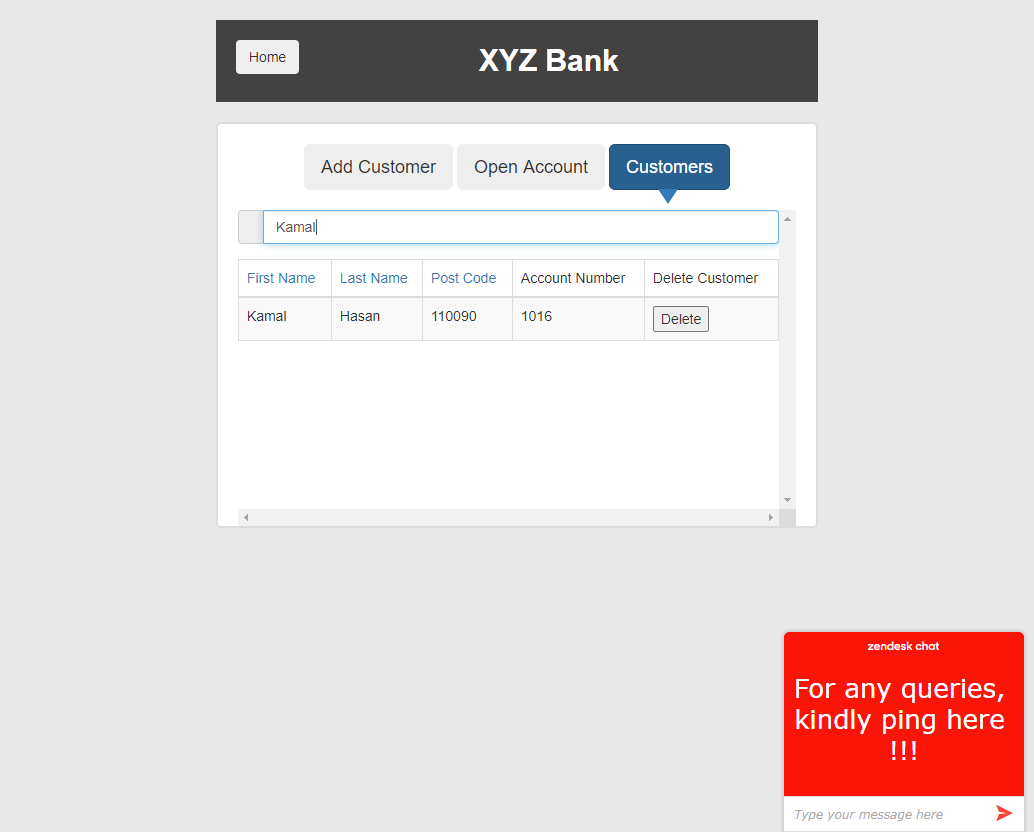 Home
XYZ Bank
Add Customer Open Account Customers
Kamal
First Name Last Name Post Code Account Number Delete Customer
Kamal Hasan 110090 1016 Delete
zendesk chat
For any queries,
kindly ping here
!!!
Type your message here